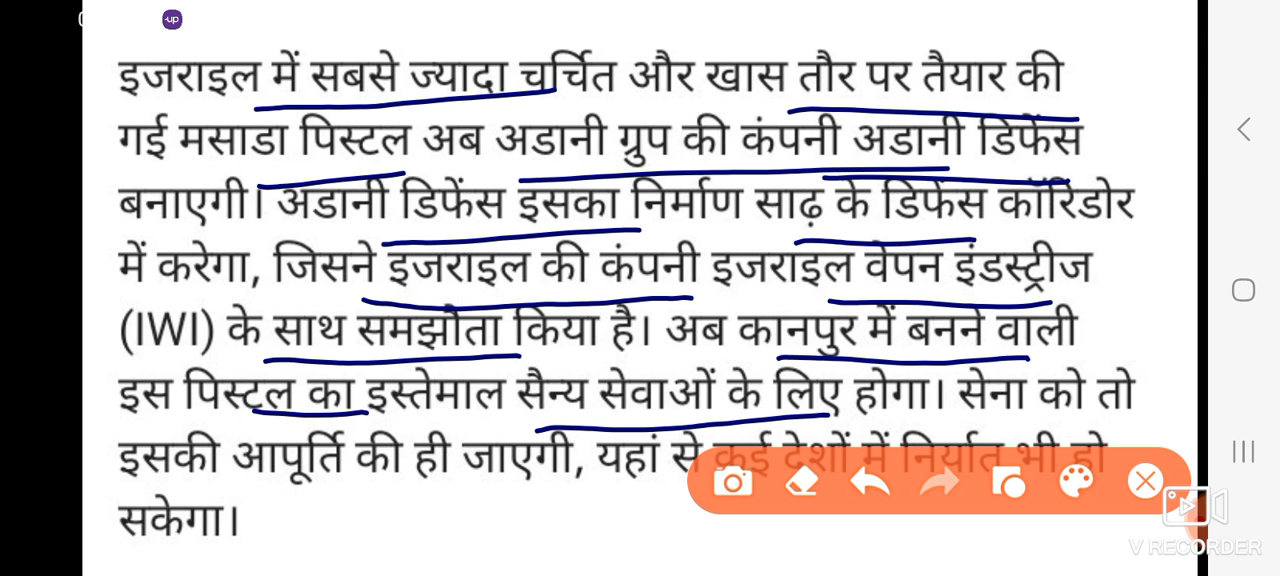 up
इजराइल में सबसे ज्यादा चर्चित और खास तौर पर तैयार की
गई मसाडा पिस्टल अब अडानी ग्रुप की कंपनी अडानी डिफेंस
बनाएगी। अडानी डिफेंस इसका निर्माण साढ़ के डिफेंस कॉरिडोर
में करेगा, जिसने इजराइल की कंपनी इजराइल वेपन इंडस्ट्रीज
(IWI) के साथ समझौता किया है। अब कानपुर में बनने वाली
इस पिस्टल का इस्तेमाल सैन्य सेवाओं के लिए होगा। सेना को तो
इसकी आपूर्ति की ही जाएगी, यहां से कई देशों में निर्यात भी हो
सकेगा।
V RECORDER